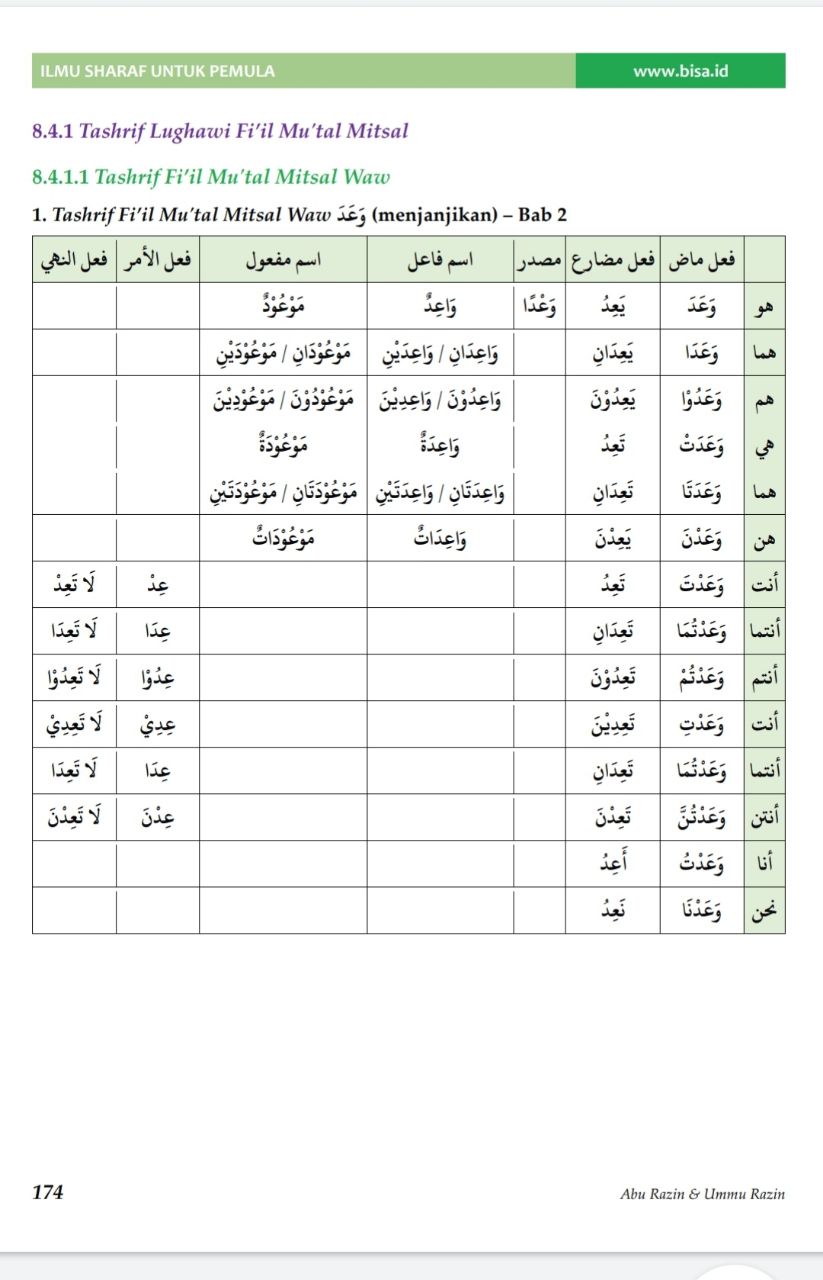 ILMU SHARAF UNTUK PEMULA www.bisa.id
8.4.1 Tashrif Lughawi Fi’il Mu’tal Mitsal
8.4.1.1 Tashrif Fi’il Mu’tal Mitsal Waw
1. Tashrif Fi’il Mu’tal Mitsal Waw وَعَدَ (menjanjikan) – Bab 2
فعل ماض فعل مضارع مصدر اسم فاعل اسم مفعول فعل الأمر فعل النهي
هو وَعَدَ يَعِدُ وَعْدًا وَاعِدٌ مَوْعُوْدٌ
هما وَعَدَا يَعِدَانِ وَاعِدَانِ / وَاعِدَيْنِ مَوْعُوْدَانِ / مَوْعُوْدَيْنِ
هم وَعَدُوْا يَعِدُوْنَ وَاعِدُوْنَ / وَاعِدِيْنَ مَوْعُوْدُوْنَ / مَوْعُوْدِيْنَ
هي وَعَدَتْ تَعِدُ وَاعِدَةٌ مَوْعُوْدَةٌ
هما وَعَدَتَا تَعِدَانِ وَاعِدَتَانِ / وَاعِدَتَيْنِ مَوْعُوْدَتَانِ / مَوْعُوْدَتَيْنِ
هن وَعَدْنَ يَعِدْنَ وَاعِدَاتٌ مَوْعُوْدَاتٌ
أنت وَعَدْتَ تَعِدُ عِدْ لَا تَعِدْ
أنتما وَعَدْتُمَا تَعِدَانِ عِدَا لَا تَعِدَا
أنتم وَعَدْتُمْ تَعِدُوْنَ عِدُوْا لَا تَعِدُوْا
أنت وَعَدْتِ تَعِدِيْنَ عِدِيْ لَا تَعِدِيْ
أنتما وَعَدْتُمَا تَعِدَانِ عِدَا لَا تَعِدَا
أنتن وَعَدْتُنَّ تَعِدْنَ عِدْنَ لَا تَعِدْنَ
أنا وَعَدْتُ أَعِدُ
نحن وَعَدْنَا نَعِدُ
174 Abu Razin & Ummu Razin